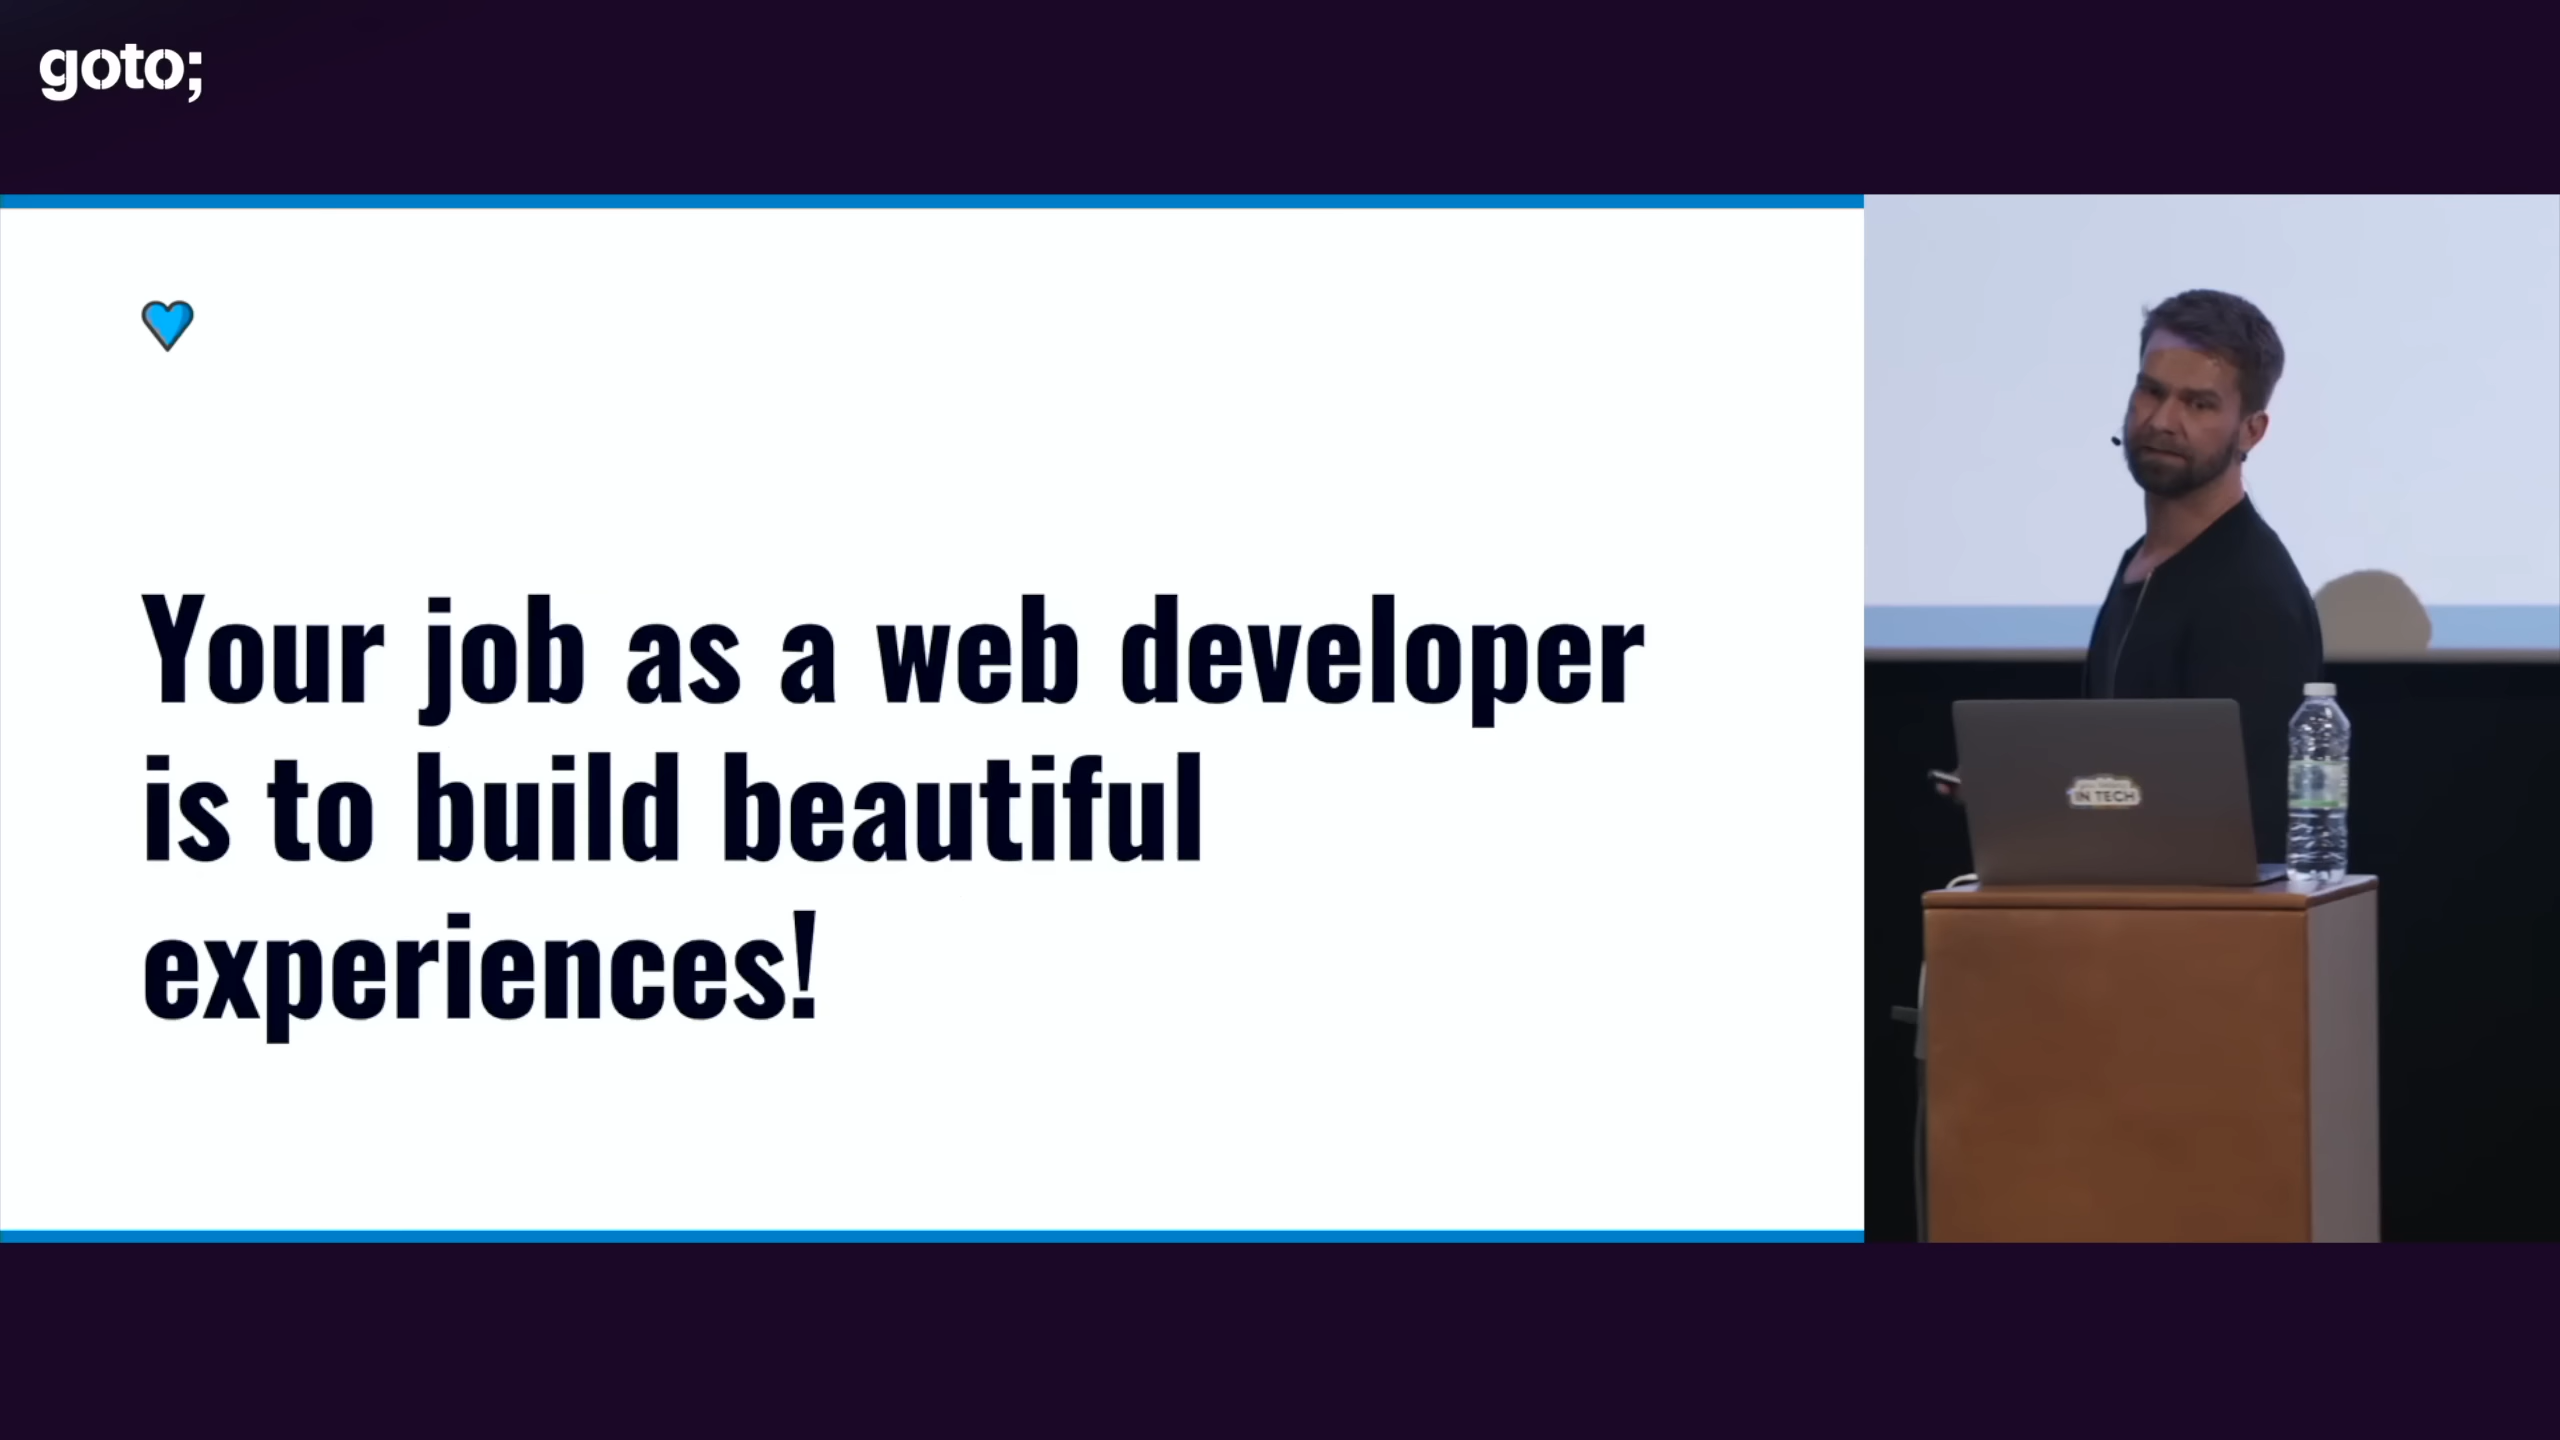 goto;
Your job as a web developer
is to build beautiful
experiences!
IN TECH